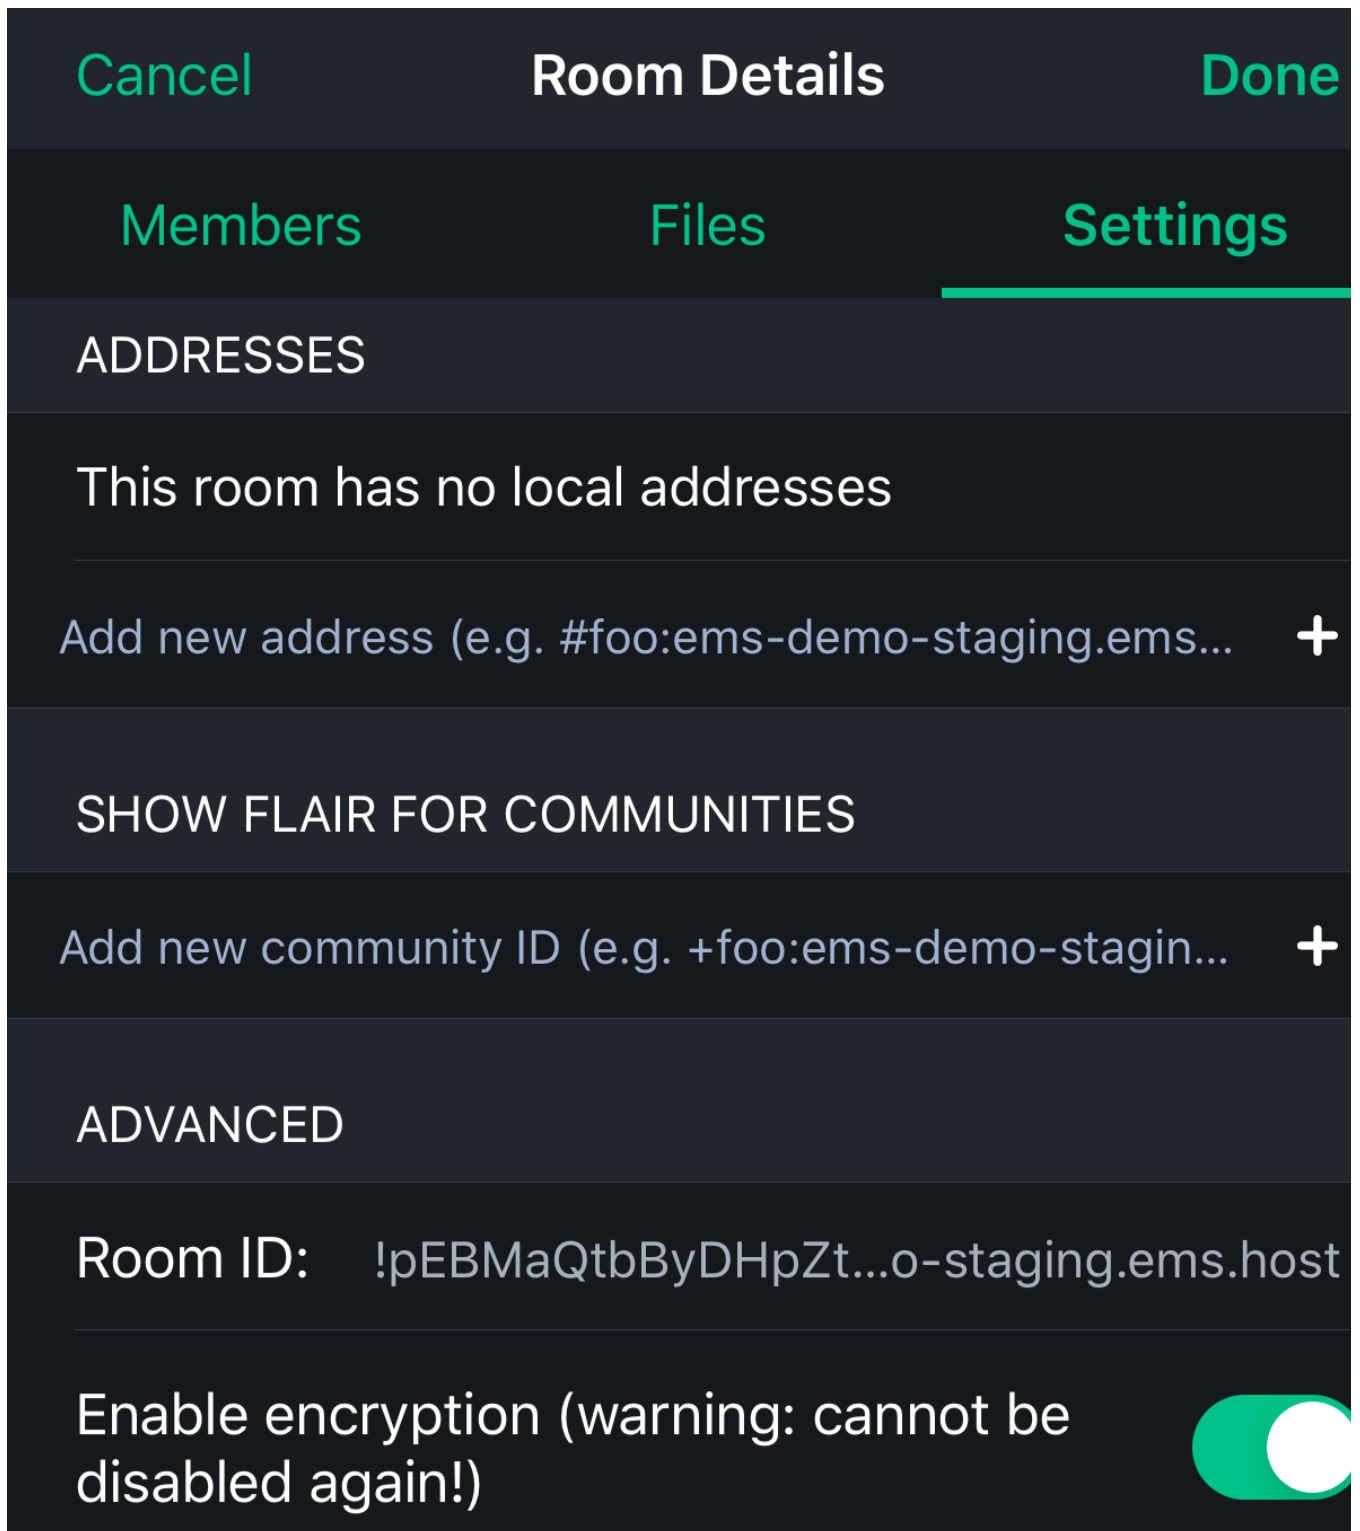 Cancel Room Details Done
Members Files Settings
ADDRESSES
This room has no local addresses
Add new address (e.g. #foo:ems-demo-staging.ems...
SHOW FLAIR FOR COMMUNITIES
Add new community ID (e.g. +foo:ems-demo-stagin...
ADVANCED
Room ID: !pEBMaQtbByDHpZt...o-staging.ems.host
Enable encryption (warning: cannot be
disabled again!)